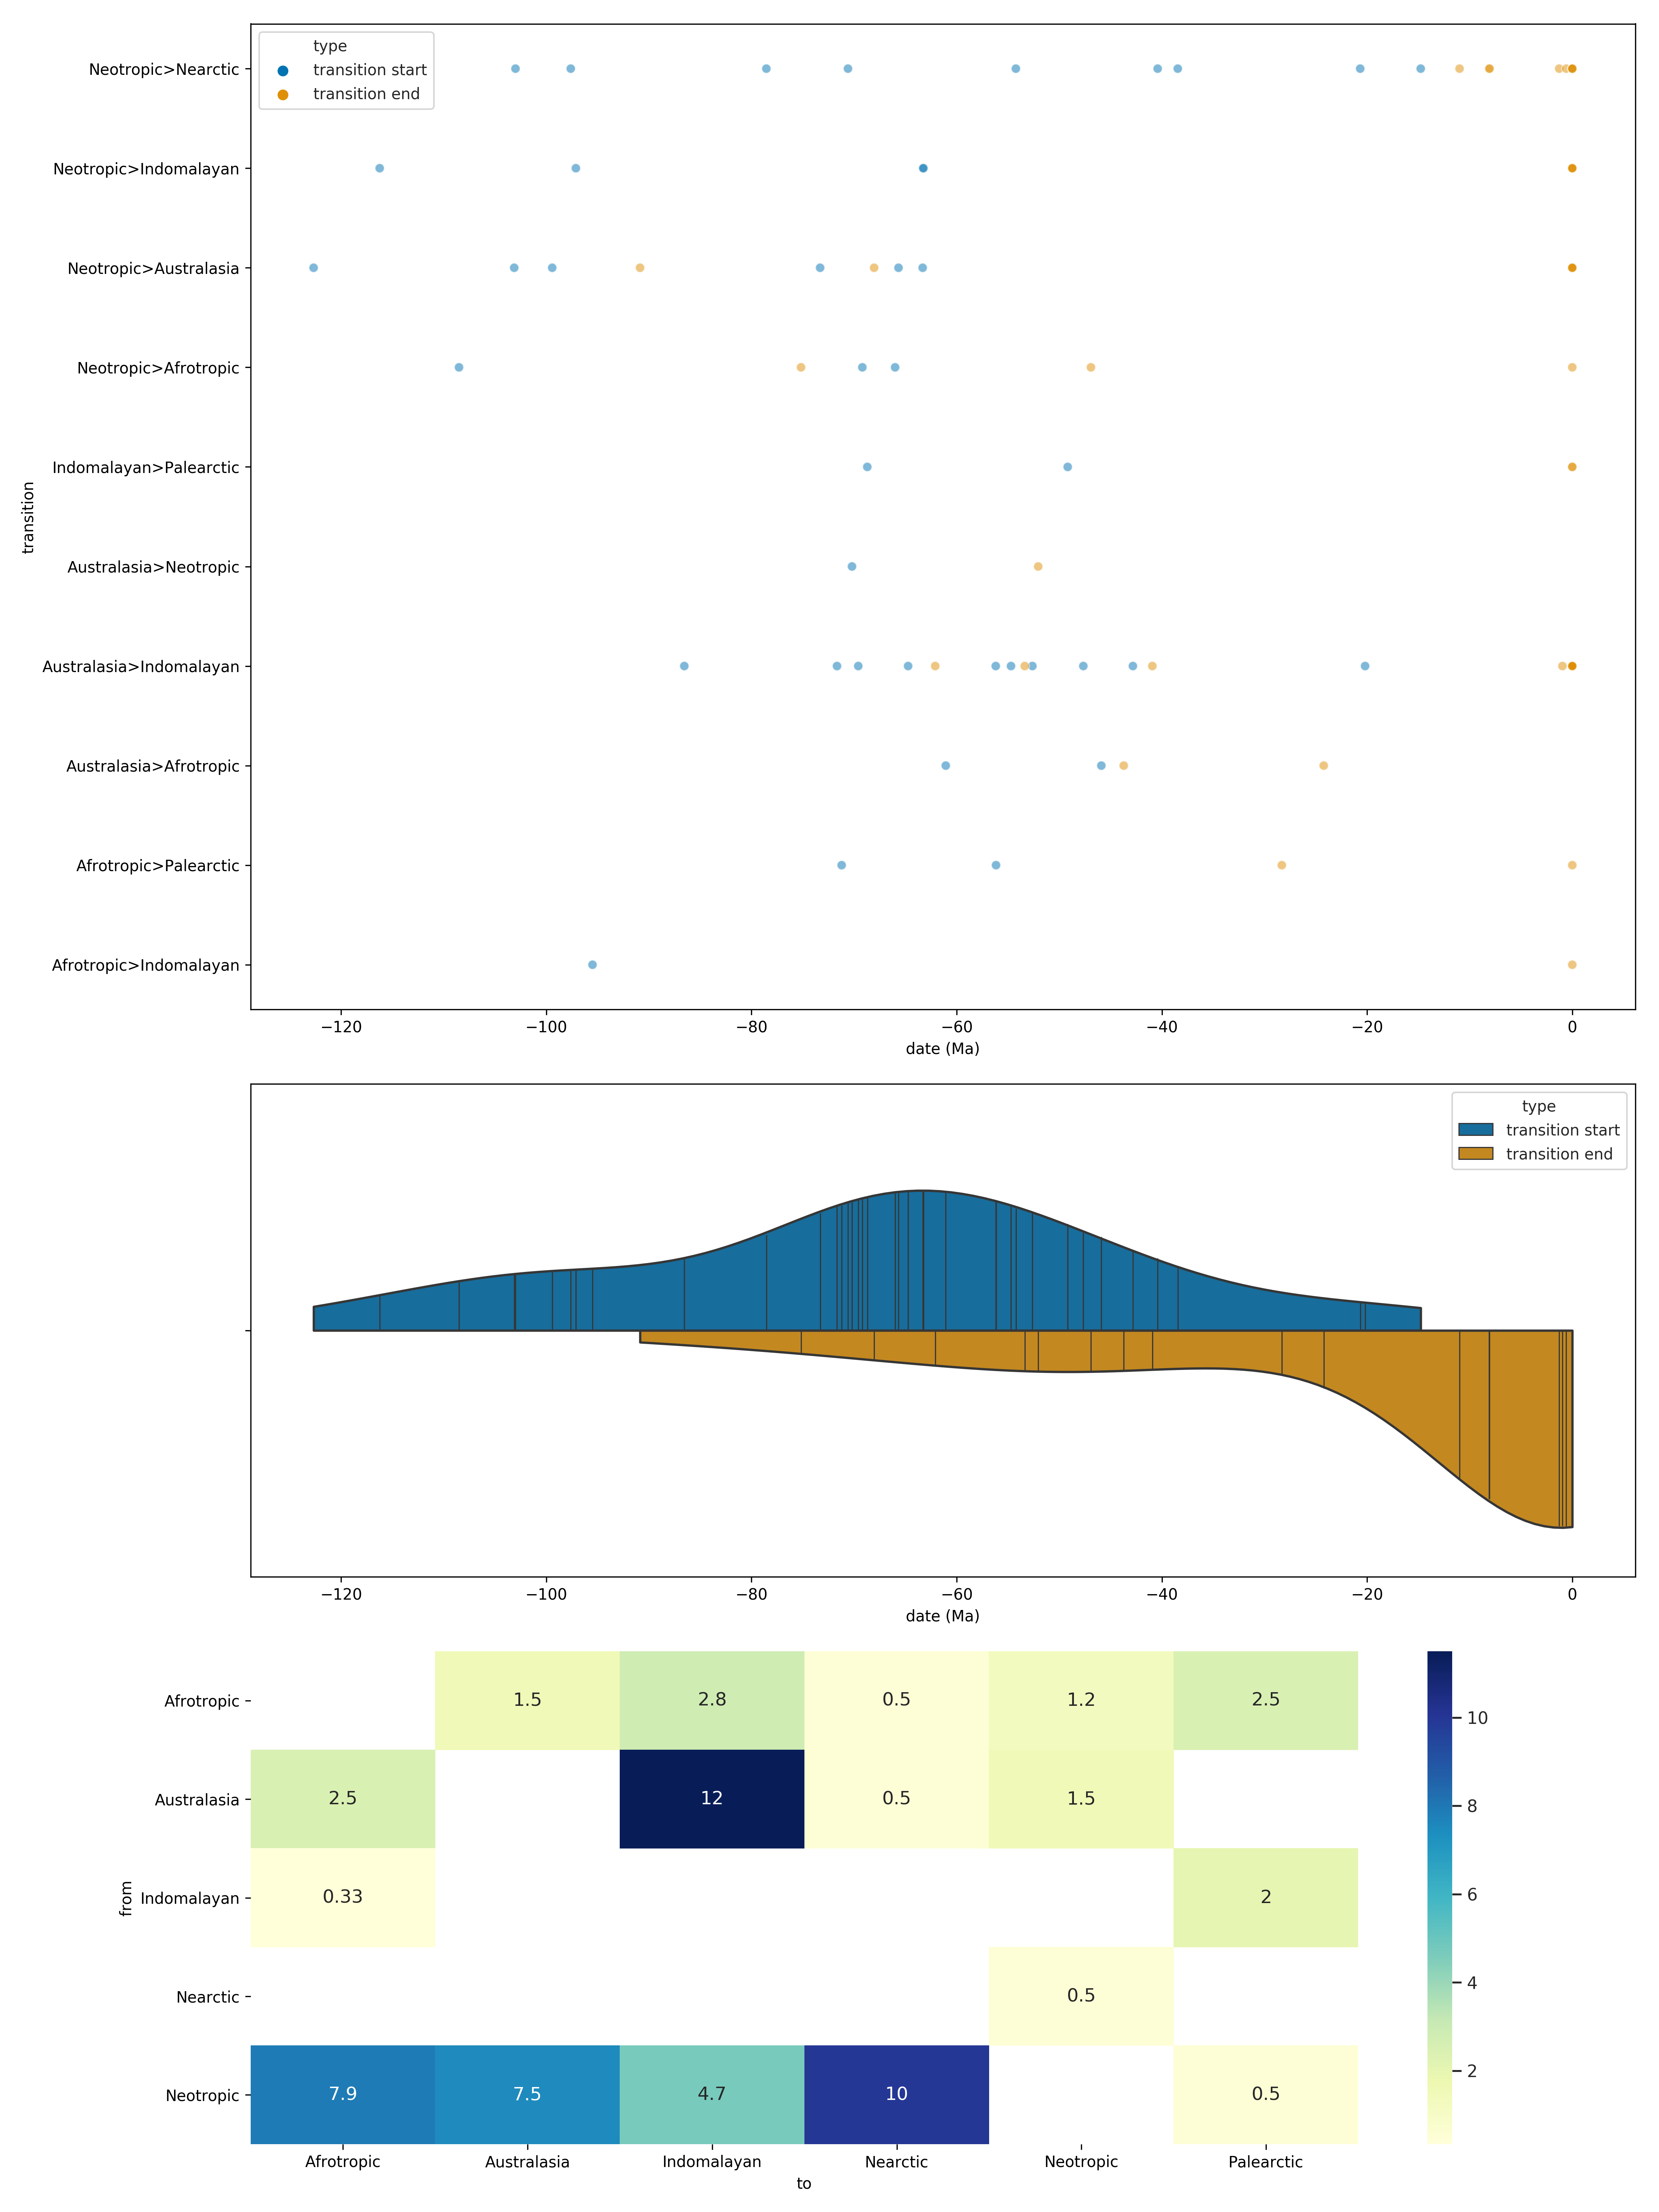 type
transition start
transition end
Neotropic>Nearctic
Neotropic>Indomalayan
Neotropic>Australasia
Neotropic>Afrotropic
Indomalayan>Palearctic
Australasia>Neotropic
Australasia>Indomalayan
Australasia>Afrotropic
Afrotropic>Palearctic
Afrotropic>Indomalayan
transition
−120 −100 −80 −60 −40 −20 0
date (Ma)
type
transition start
transition end
−120 −100 −80 −60 −40 −20 0
date (Ma)
Afrotropic 1.5 2.8 0.5 1.2 2.5
Australasia 2.5 12 0.5 1.5
Indomalayan 0.33 2
Nearctic 0.5
Neotropic 7.9 7.5 4.7 10 0.5
from
Afrotropic Australasia Indomalayan Nearctic Neotropic Palearctic
to
10
8
6
4
2